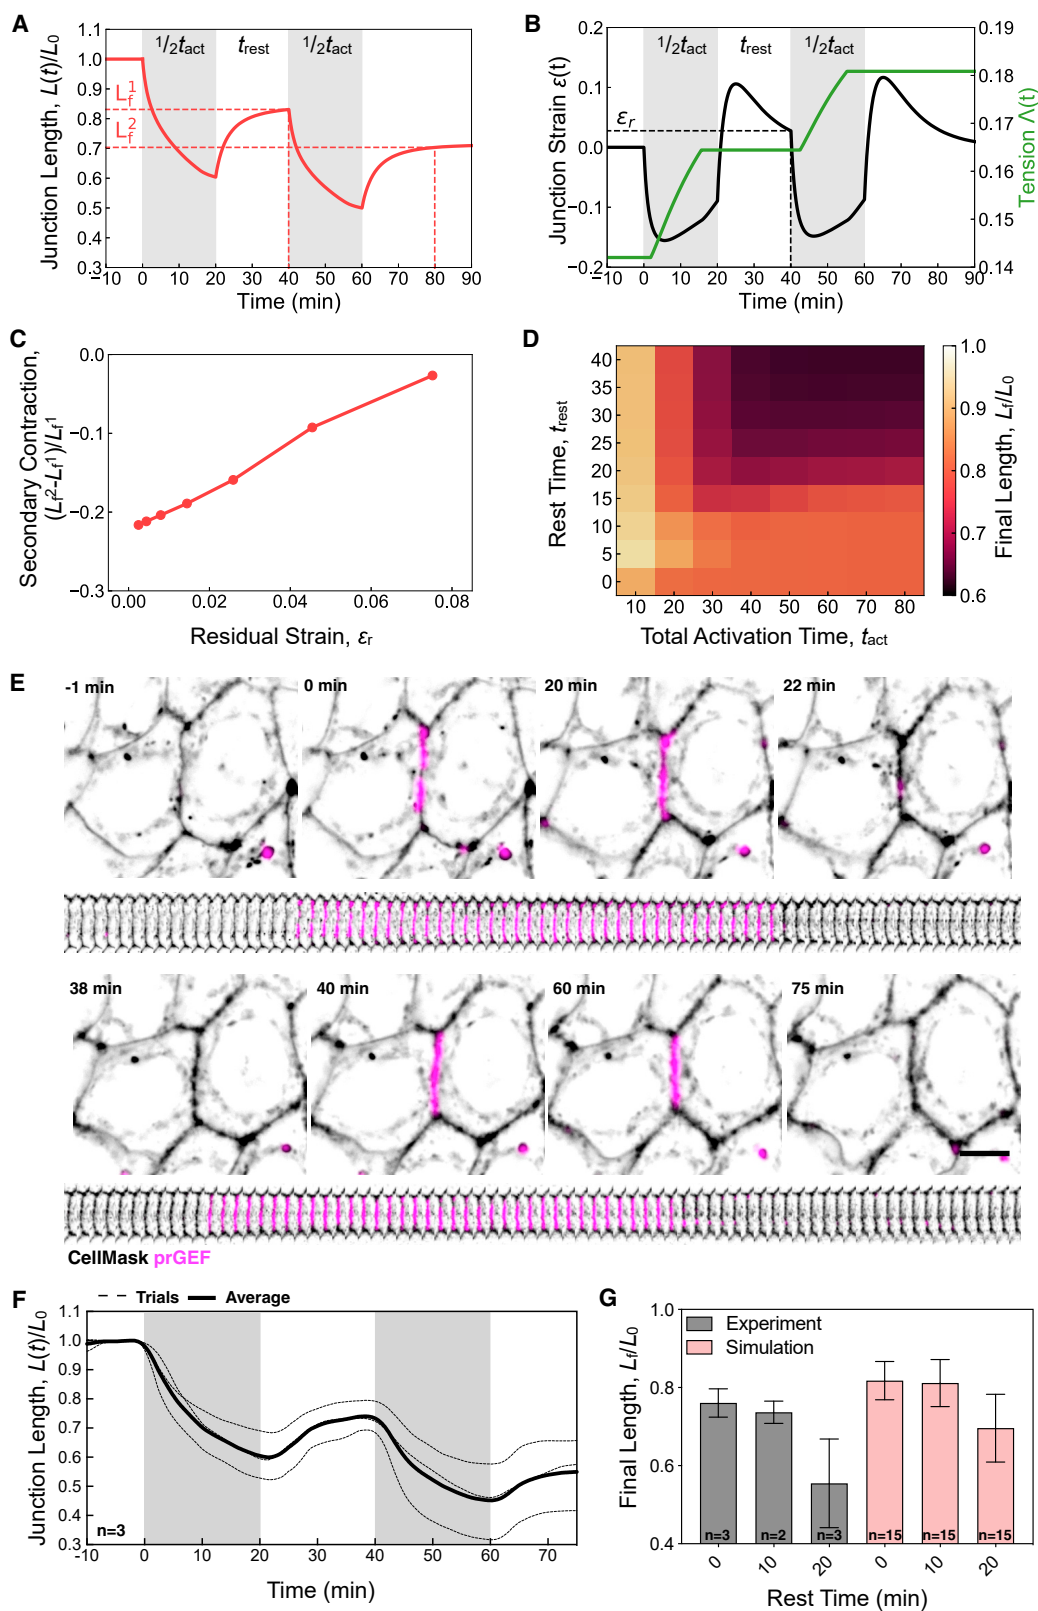 A
Junction Length, L(t)/L0
1.1
1.0
0.9
0.8
0.7
0.6
0.5
0.4
0.3
1/2tact
trest
1/2tact
Lf1
Lf2
−10 0 10 20 30 40 50 60 70 80 90
Time (min)
B
Junction Strain ε(t)
0.2
0.1
0.0
−0.1
−0.2
1/2tact
trest
1/2tact
εr
0.19
0.18
0.17
0.16
0.15
0.14
Tension Λ(t)
−10 0 10 20 30 40 50 60 70 80 90
Time (min)
C
Secondary Contraction,
(Lf2-Lf1)/Lf1
0.0
−0.1
−0.2
−0.3
0.00 0.02 0.04 0.06 0.08
Residual Strain, εr
D
Rest Time, trest
40
35
30
25
20
15
10
5
0
10 20 30 40 50 60 70 80
Total Activation Time, tact
1.0
0.9
0.8
0.7
0.6
Final Length, Lf/L0
E
-1 min
0 min
20 min
22 min
38 min
40 min
60 min
75 min
CellMask prGEF
F
Trials Average
Junction Length, L(t)/L0
1.1
1.0
0.9
0.8
0.7
0.6
0.5
0.4
0.3
n=3
-10 0 10 20 30 40 50 60 70
Time (min)
G
Final Length, Lf/L0
1.0
0.8
0.6
0.4
Experiment
Simulation
n=3 n=2 n=3 n=15 n=15 n=15
0 10 20 0 10 20
Rest Time (min)